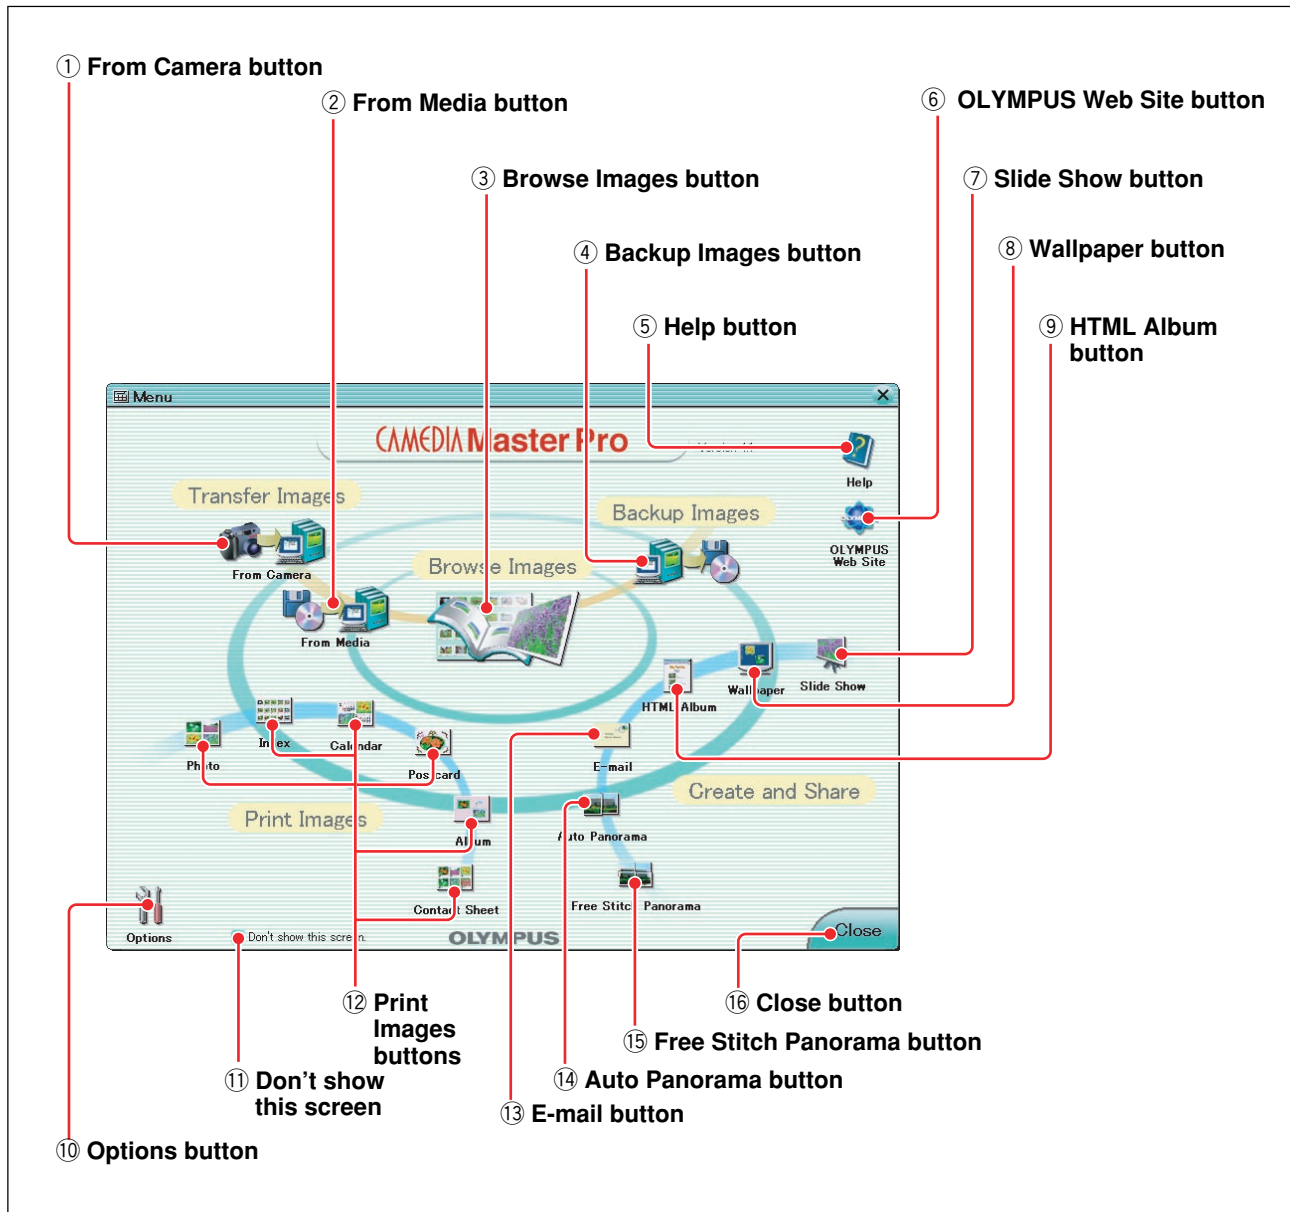 ① From Camera button
② From Media button
⑥ OLYMPUS Web Site button
③ Browse Images button
⑦ Slide Show button
④ Backup Images button
⑧ Wallpaper button
⑤ Help button
⑨ HTML Album
button
Menu
CAMEDIA Master Pro
Version 4.1
Help
Transfer Images
Backup Images
OLYMPUS
Web Site
From Camera
Browse Images
From Media
Wallpaper
Slide Show
HTML Album
Index
Calendar
Photo
Postcard
E-mail
Create and Share
Print Images
Album
Auto Panorama
Contact Sheet
Free Stitch Panorama
Options
Don't show this screen.
OLYMPUS
Close
⑫ Print
Images
buttons
⑯ Close button
⑮ Free Stitch Panorama button
⑪ Don’t show
this screen
⑭ Auto Panorama button
⑬ E-mail button
⑩ Options button